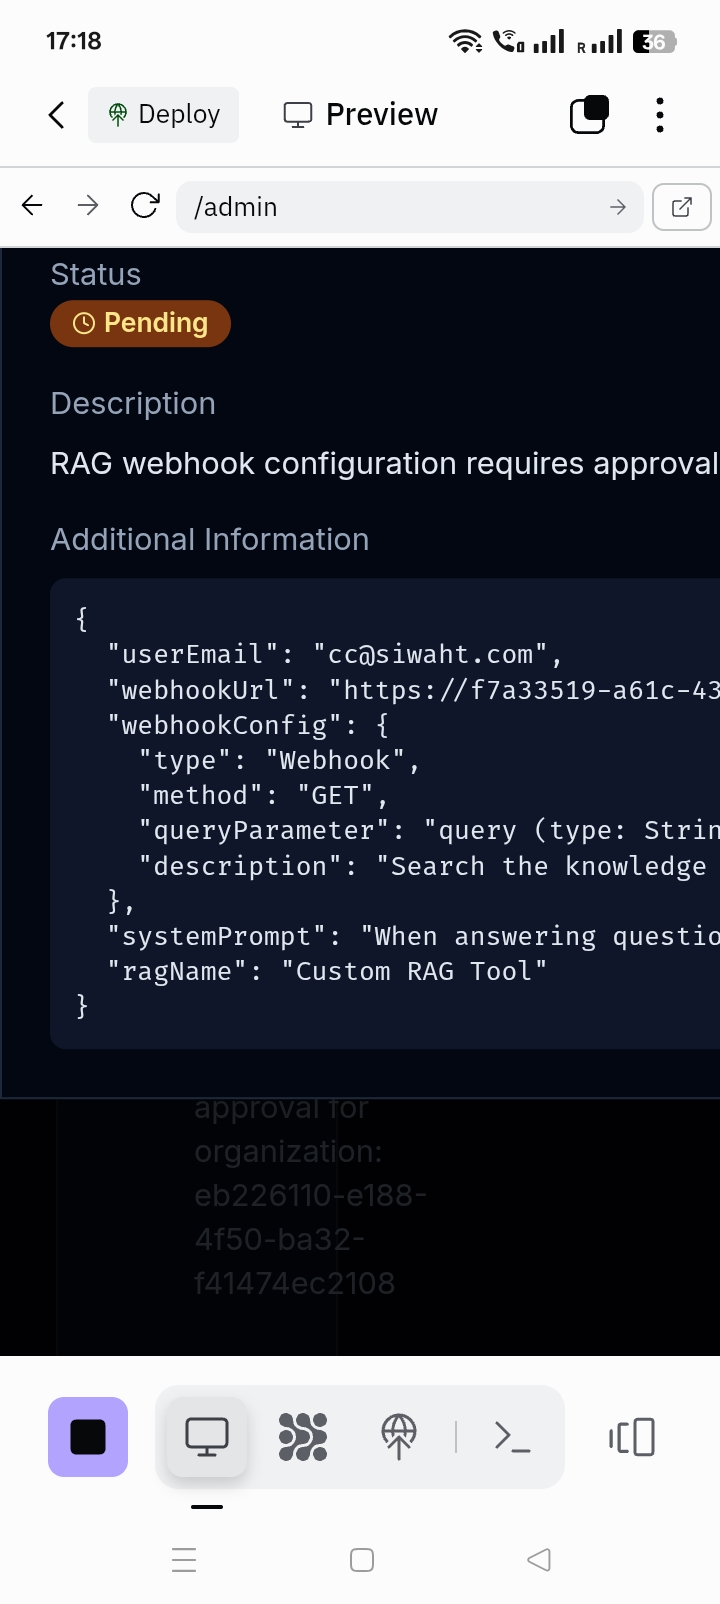 17:18
R
36
Deploy
Preview
/admin
Status
Pending
Description
RAG webhook configuration requires approval
Additional Information
{
"userEmail": "cc@siwaht.com",
"webhookUrl": "https://f7a33519-a61c-43
"webhookConfig": {
"type": "Webhook",
"method": "GET",
"queryParameter": "query (type: Strin
"description": "Search the knowledge
},
"systemPrompt": "When answering questio
"ragName": "Custom RAG Tool"
}
approval for
organization:
eb226110-e188-
4f50-ba32-
f41474ec2108